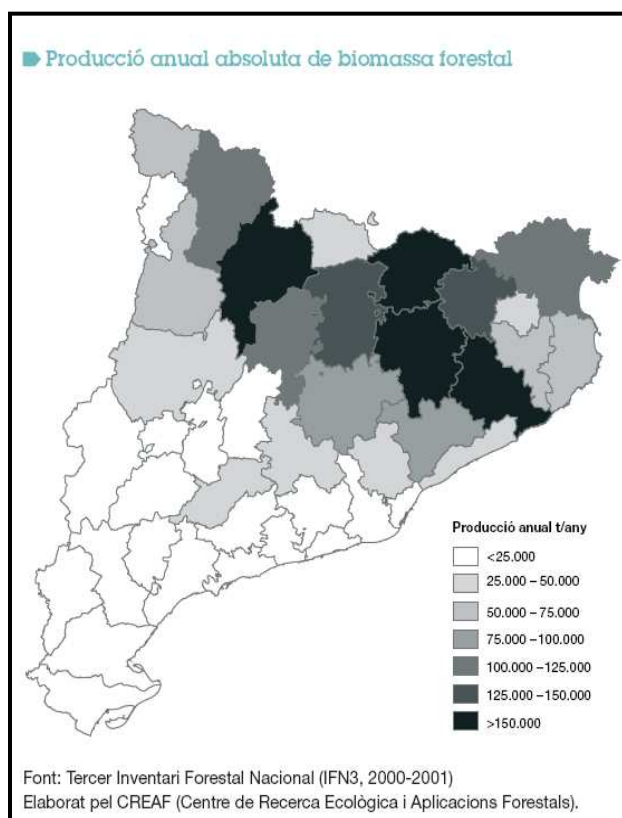 Producció anual absoluta de biomassa forestal
Producció anual t/any
<25.000
25.000 – 50.000
50.000 – 75.000
75.000 – 100.000
100.000 – 125.000
125.000 – 150.000
>150.000
Font: Tercer Inventari Forestal Nacional (IFN3, 2000-2001)
Elaborat pel CREAF (Centre de Recerca Ecològica i Aplicacions Forestals).